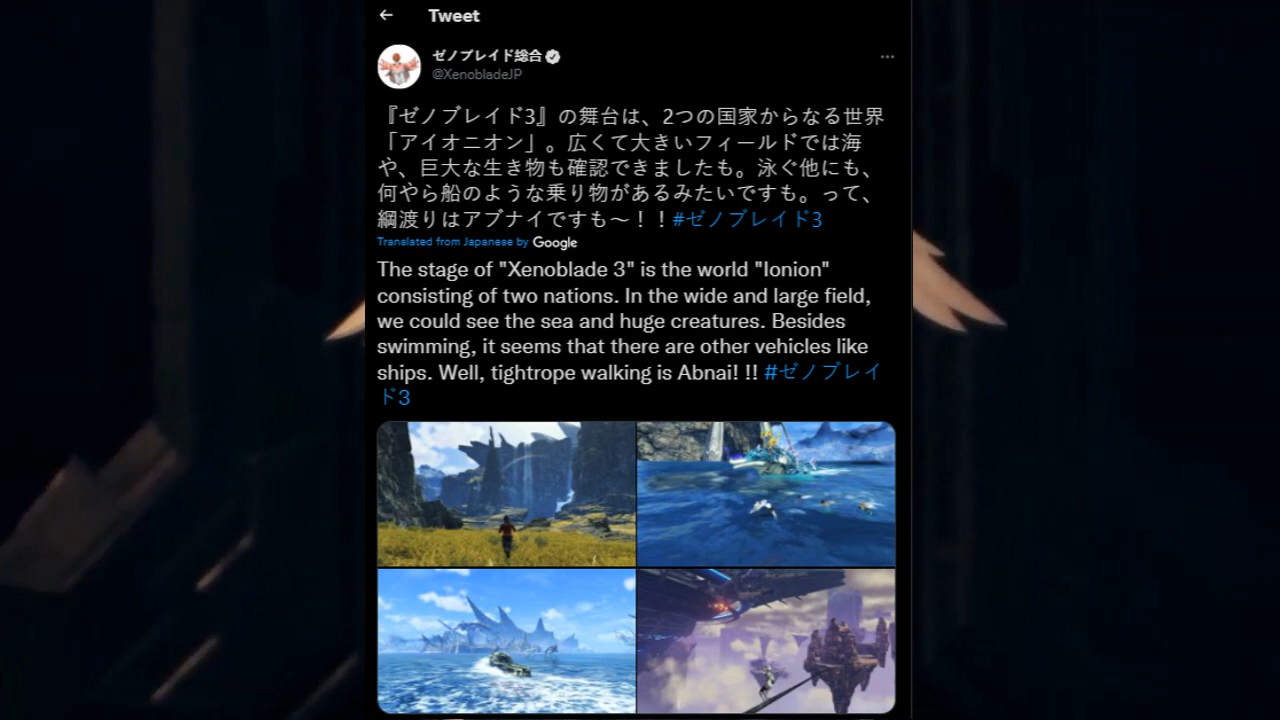 Tweet
ゼノブレイド総合
@XenobladeJP
『ゼノブレイド3』の舞台は、2つの国家からなる世界
「アイオニオン」。広くて大きいフィールドでは海
や、巨大な生き物も確認できましたも。泳ぐ他にも、
何やら船のような乗り物があるみたいですも。って、
綱渡りはアブナイですも～！！#ゼノブレイド3
Translated from Japanese by Google
The stage of "Xenoblade 3" is the world "Ionion"
consisting of two nations. In the wide and large field,
we could see the sea and huge creatures. Besides
swimming, it seems that there are other vehicles like
ships. Well, tightrope walking is Abnai! !! #ゼノブレイ
ド3